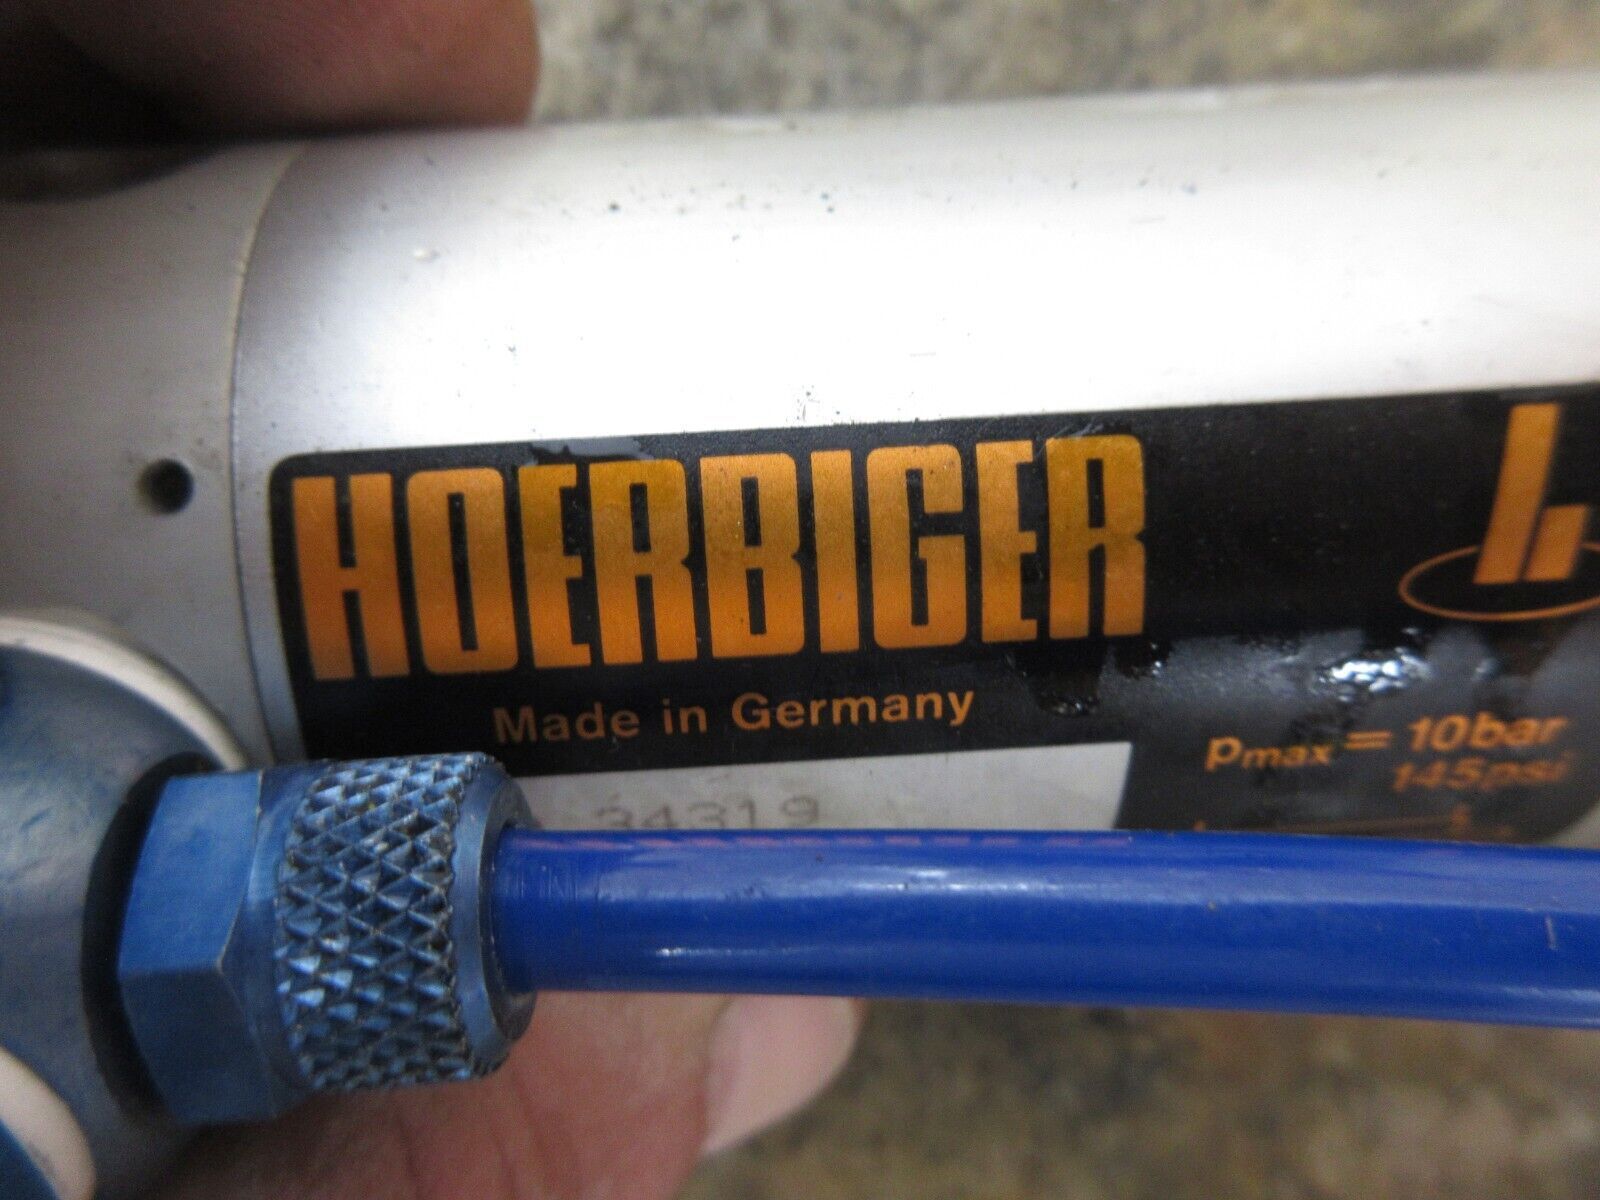 HOERBIGER
Made in Germany
pmax = 10bar
145psi
34319